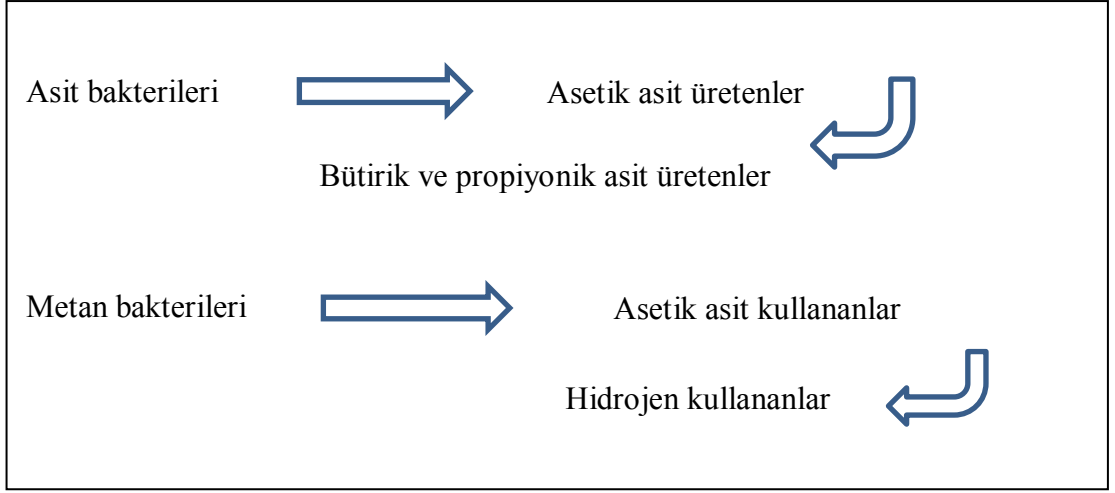 Asit bakterileri Asetik asit üretenler
Bütirik ve propiyonik asit üretenler
Metan bakterileri Asetik asit kullananlar
Hidrojen kullananlar